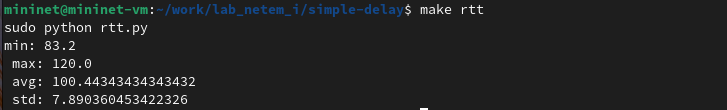 mininet@mininet-vm:~/work/lab_netem_i/simple-delay$ make rtt
sudo python rtt.py
min: 83.2
 max: 120.0
 avg: 100.44343434343432
 std: 7.890360453422326